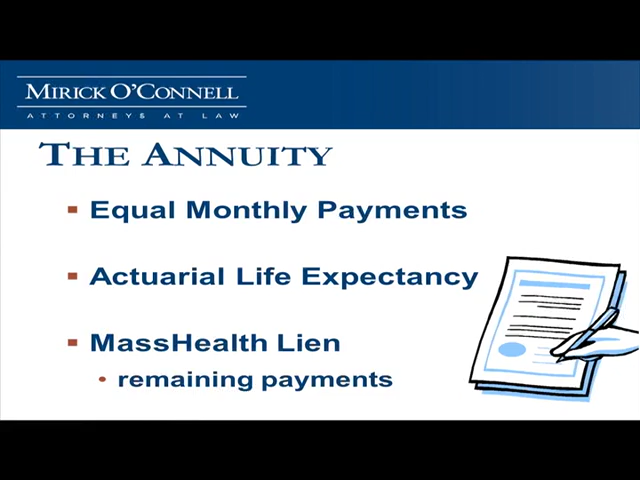 MIRICK O'CONNELL
ATTORNEYS AT LAW
THE ANNUITY
Equal Monthly Payments
Actuarial Life Expectancy
MassHealth Lien
remaining payments